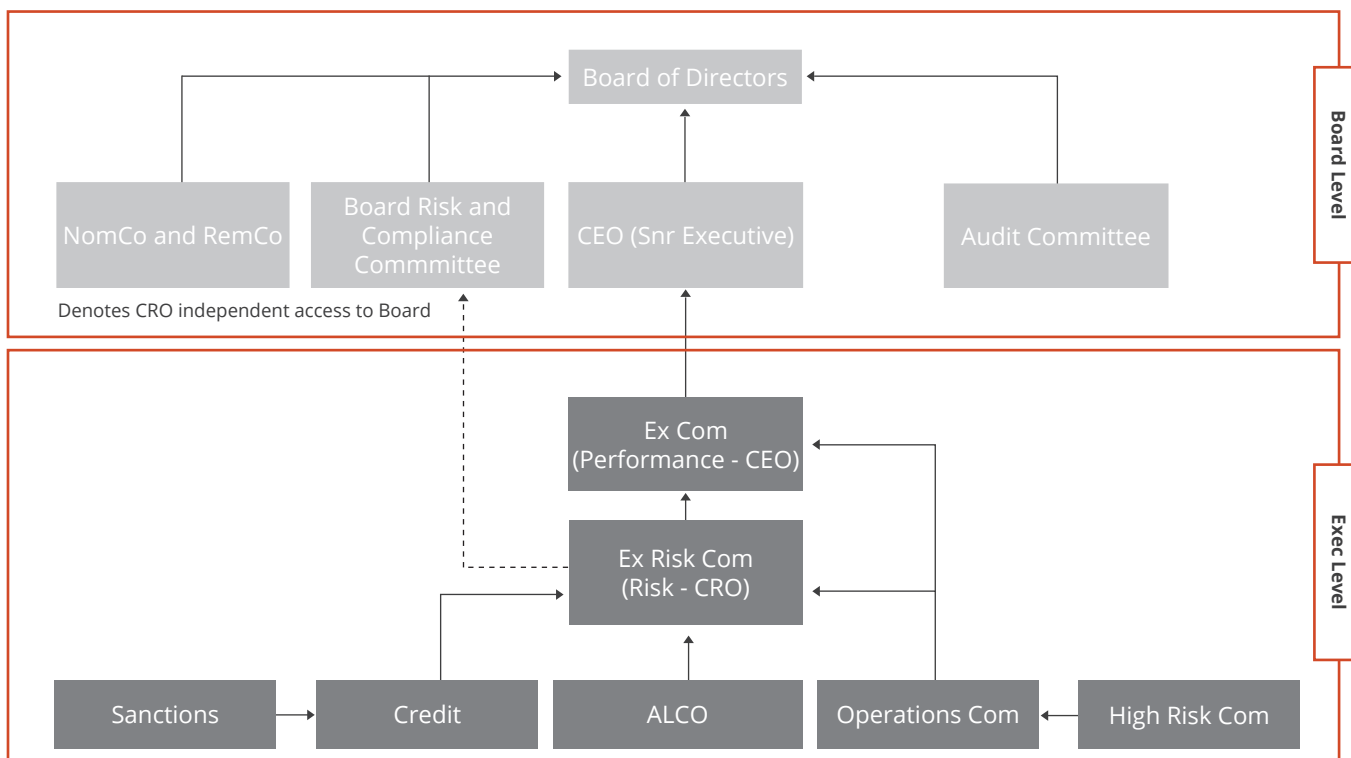 Board of Directors
Board Level
NomCo and RemCo
Board Risk and
Compliance
Commmittee
CEO (Snr Executive)
Audit Committee
Denotes CRO independent access to Board
Ex Com
(Performance - CEO)
Exec Level
Ex Risk Com
(Risk - CRO)
Sanctions
Credit
ALCO
Operations Com
High Risk Com